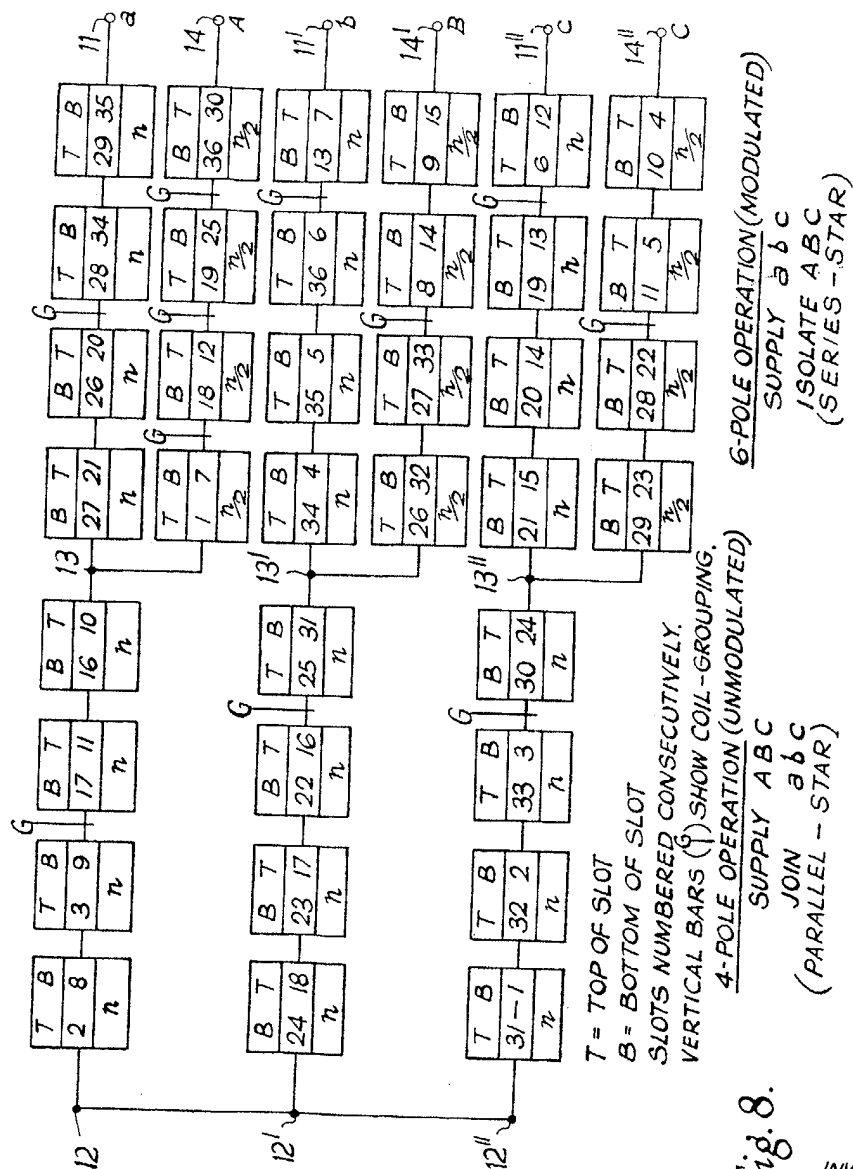 12
T B
2 8
n
T B
3 9
n
G
B T
17 11
n
B T
16 10
n
13
B T
27 21
n
B T
26 20
n
G
T B
28 34
n
T B
29 35
n
11
a
T B
1 7
n/2
G
B T
18 12
n/2
G
T B
19 25
n/2
G
B T
36 30
n/2
14
A
12'
B T
24 18
n
B T
23 17
n
B T
22 16
n
G
T B
25 31
n
13'
T B
34 4
n
T B
35 5
n
T B
36 6
n
G
B T
13 7
n
11'
b
T B
26 32
n/2
T B
27 33
n/2
G
T B
8 14
n/2
T B
9 15
n/2
14'
B
12"
T B
31-1
n
T B
32 2
n
T B
33 3
n
G
B T
30 24
n
13"
B T
21 15
n
B T
20 14
n
B T
19 13
n
G
T B
6 12
n
11"
c
B T
29 23
n/2
B T
28 22
n/2
G
B T
11 5
n/2
B T
10 4
n/2
14"
C
T = TOP OF SLOT
B = BOTTOM OF SLOT
SLOTS NUMBERED CONSECUTIVELY.
VERTICAL BARS (G) SHOW COIL-GROUPING.
4-POLE OPERATION (UNMODULATED)
SUPPLY ABC
JOIN abc
(PARALLEL-STAR)
6-POLE OPERATION (MODULATED)
SUPPLY abc
ISOLATE ABC
(SERIES-STAR)
ig. 8.